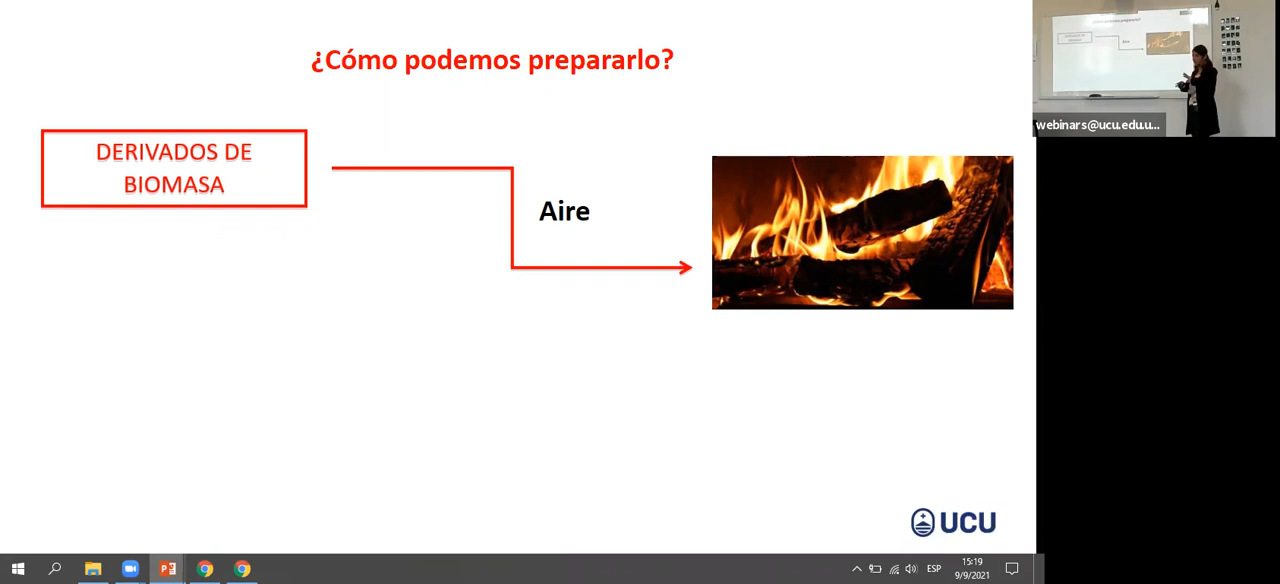 ¿Cómo podemos prepararlo?
DERIVADOS DE
BIOMASA
Aire
webinars@ucu.edu.u...
UCU
ESP
15:19
9/9/2021